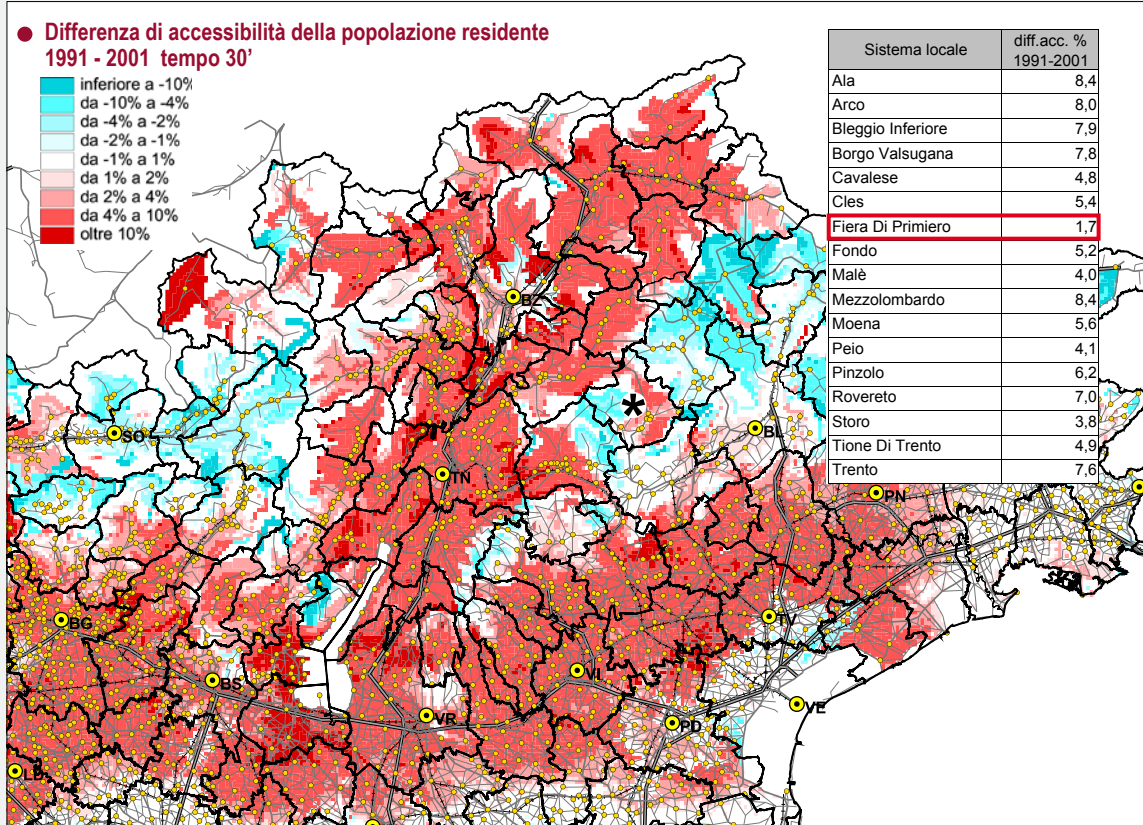 ● Differenza di accessibilità della popolazione residente
1991 - 2001 tempo 30’
inferiore a -10%
da -10% a -4%
da -4% a -2%
da -2% a -1%
da -1% a 1%
da 1% a 2%
da 2% a 4%
da 4% a 10%
oltre 10%
Sistema locale diff.acc. % 1991-2001
Ala 8,4
Arco 8,0
Bleggio Inferiore 7,9
Borgo Valsugana 7,8
Cavalese 4,8
Cles 5,4
Fiera Di Primiero 1,7
Fondo 5,2
Malè 4,0
Mezzolombardo 8,4
Moena 5,6
Peio 4,1
Pinzolo 6,2
Rovereto 7,0
Storo 3,8
Tione Di Trento 4,9
Trento 7,6
BZ
*
SO
BL
TN
PN
BG
TV
BS
VI
VE
VR
PD